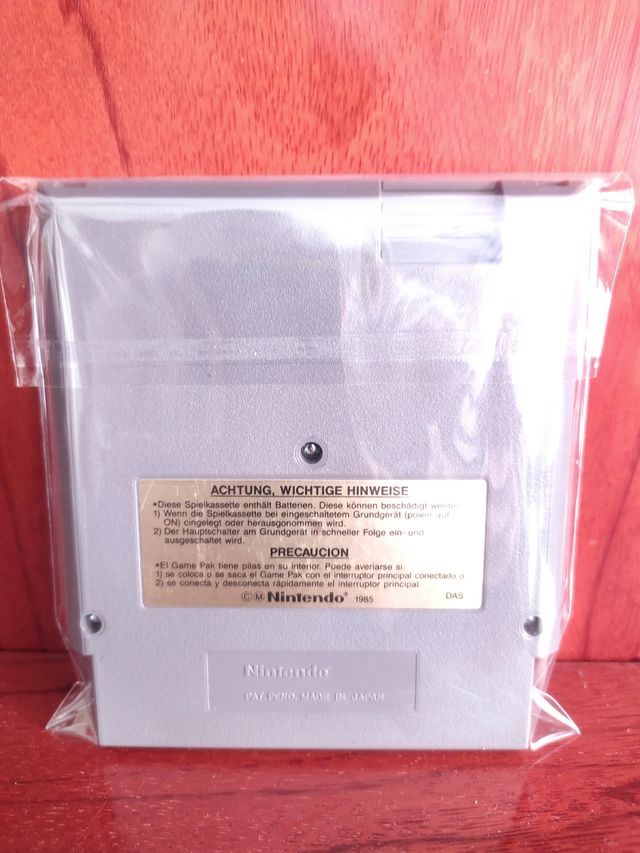 ACHTUNG, WICHTIGE HINWEISE
•Diese Spielkassette enthält Batterien. Diese können beschädigt werden
1) Wenn die Spielkassette bei eingeschaltetem Grundgerät (power auf
ON) eingelegt oder herausgonommen wird.
2) Der Hauptschalter am Grundgerät in schneller Folge ein- und
ausgeschaltet wird.
PRECAUCION
•El Game Pak tiene pilas en su interior. Puede averiarse si:
1) se coloca o se saca el Game Pak con el interruptor principal conectado o
2) se conecta y desconecta rápidamente el interruptor principal.
©Ⓜ Nintendo® 1985 DAS
Nintendo®
PAT. PEND. MADE IN JAPAN